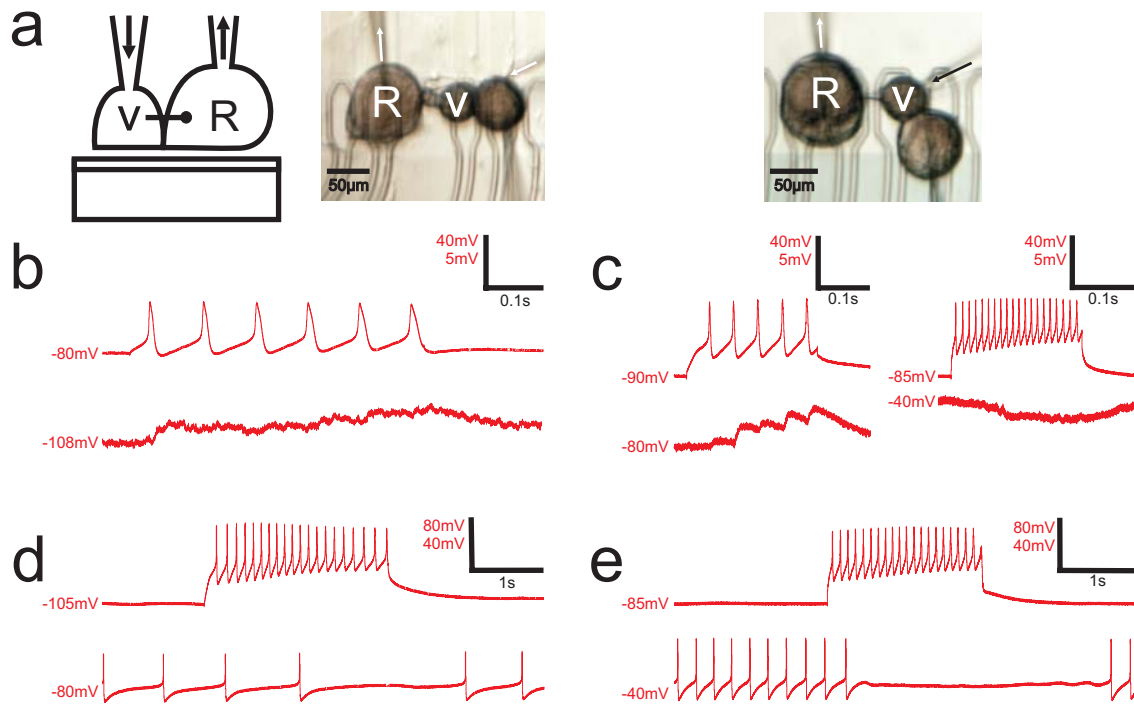 a
v R
R v
50µm
R v
50µm
b
40mV
5mV
0.1s
-80mV
-108mV
c
40mV
5mV
0.1s
-90mV
-80mV
40mV
5mV
0.1s
-85mV
-40mV
d
80mV
40mV
1s
-105mV
-80mV
e
80mV
40mV
1s
-85mV
-40mV